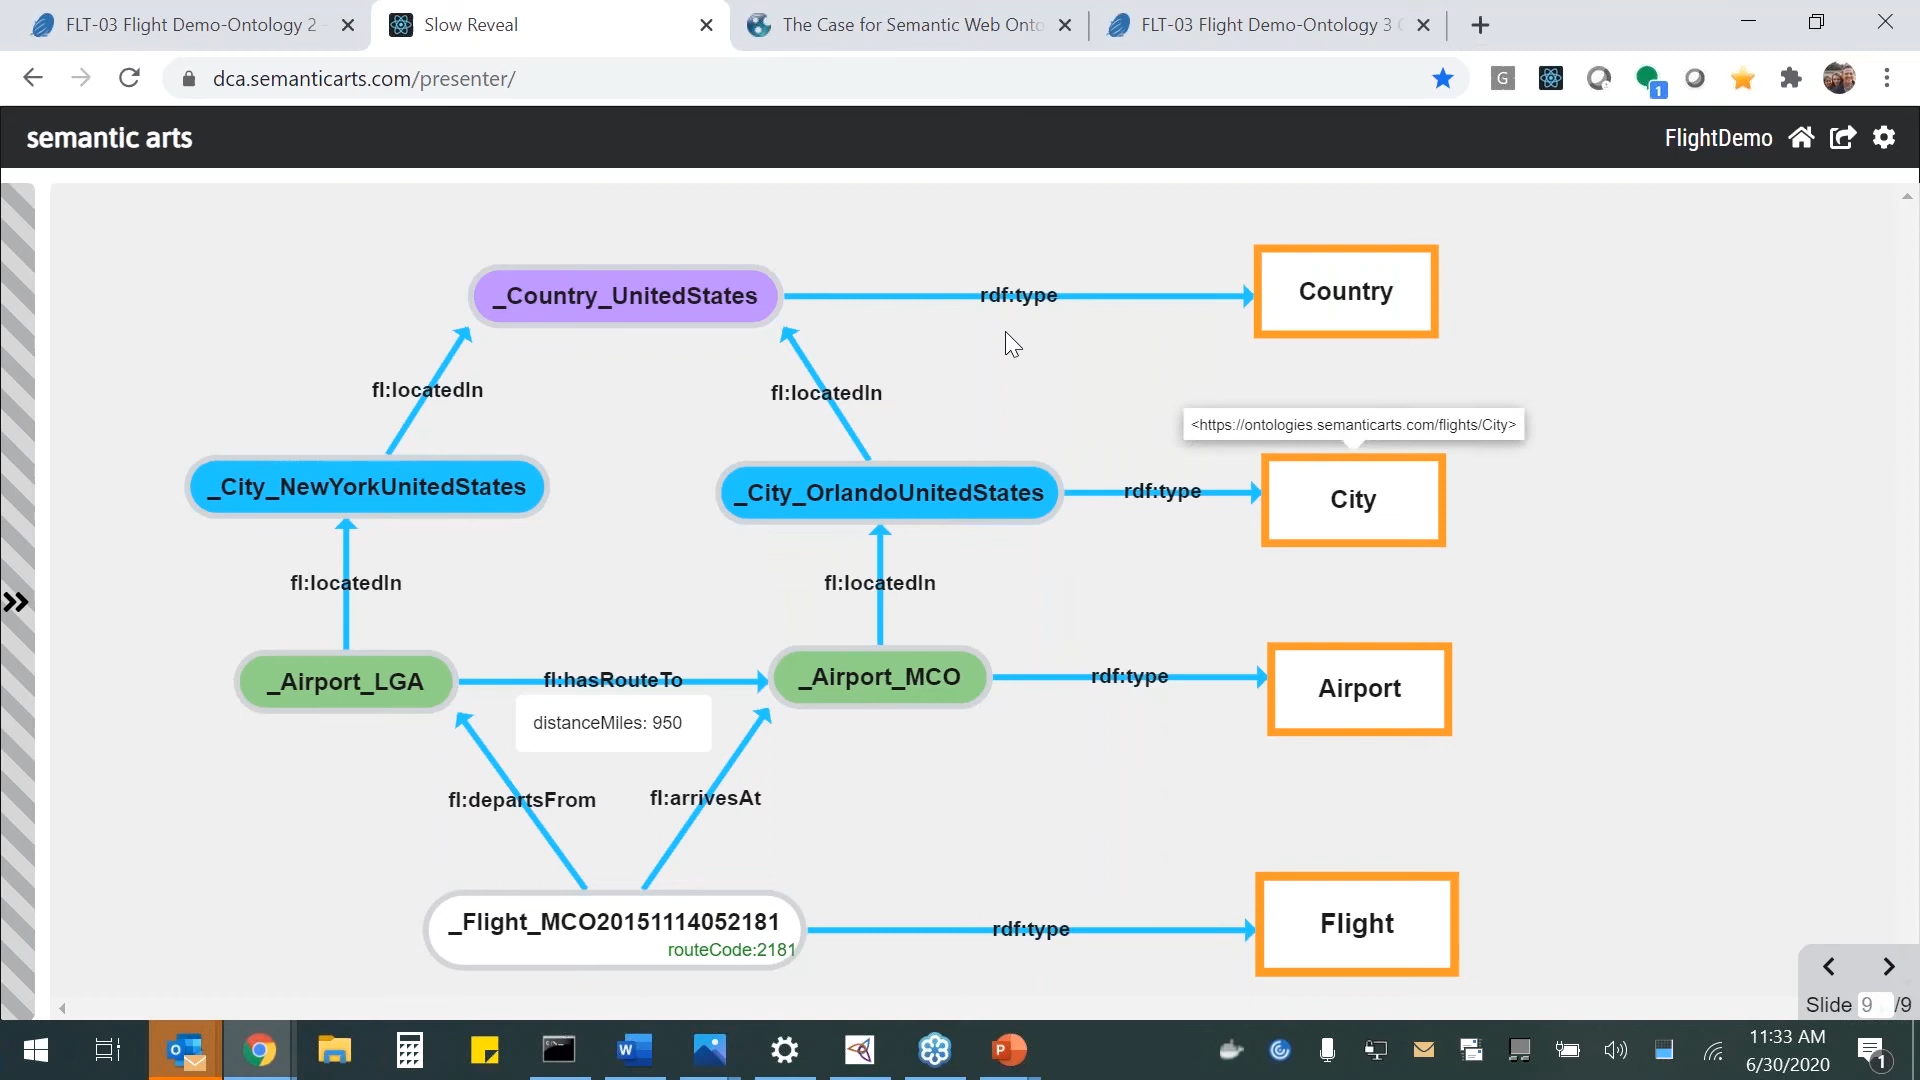 FLT-03 Flight Demo-Ontology 2 -
Slow Reveal
The Case for Semantic Web Onto
FLT-03 Flight Demo-Ontology 3 C
dca.semanticarts.com/presenter/
G
1
semantic arts
FlightDemo
_Country_UnitedStates
rdf:type
Country
fl:locatedIn
fl:locatedIn
<https://ontologies.semanticarts.com/flights/City>
_City_NewYorkUnitedStates
_City_OrlandoUnitedStates
rdf:type
City
fl:locatedIn
fl:locatedIn
_Airport_LGA
fl:hasRouteTo
_Airport_MCO
rdf:type
Airport
distanceMiles: 950
fl:departsFrom
fl:arrivesAt
_Flight_MCO20151114052181
routeCode:2181
rdf:type
Flight
Slide 9 /9
11:33 AM
6/30/2020
1